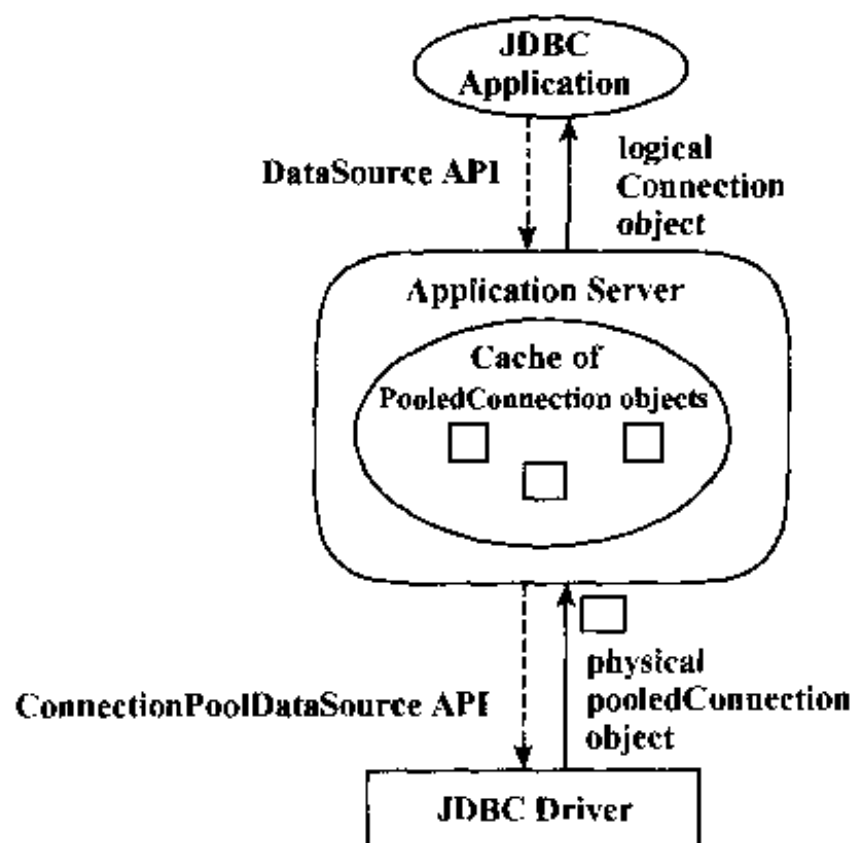 JDBC
Application
DataSource API
logical
Connection
object
Application Server
Cache of
PooledConnection objects
physical
pooledConnection
object
ConnectionPoolDataSource API
JDBC Driver